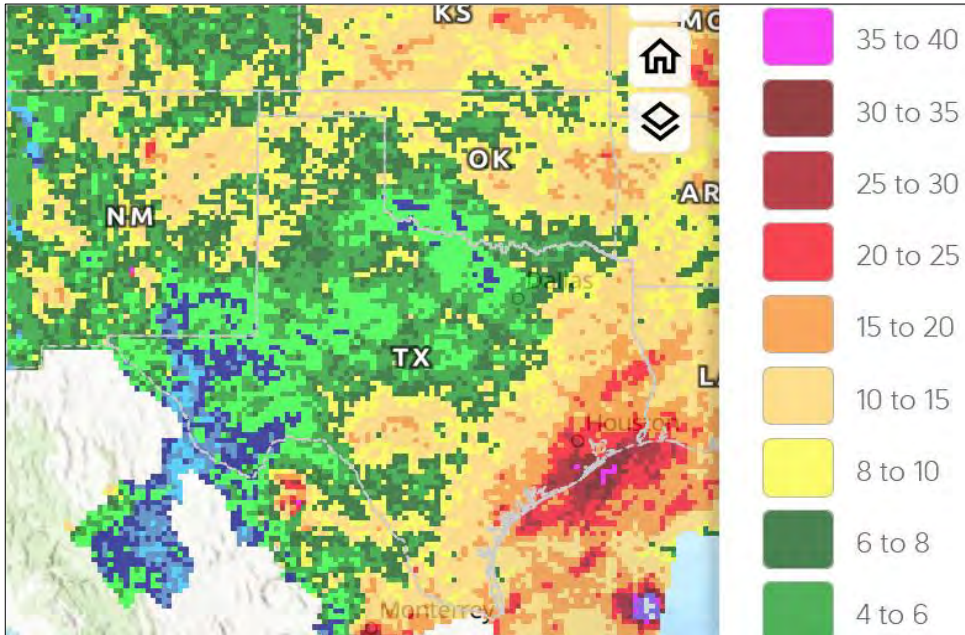 KS
MO
OK
AR
NM
Dallas
TX
LA
Houston
Monterrey
35 to 40
30 to 35
25 to 30
20 to 25
15 to 20
10 to 15
8 to 10
6 to 8
4 to 6